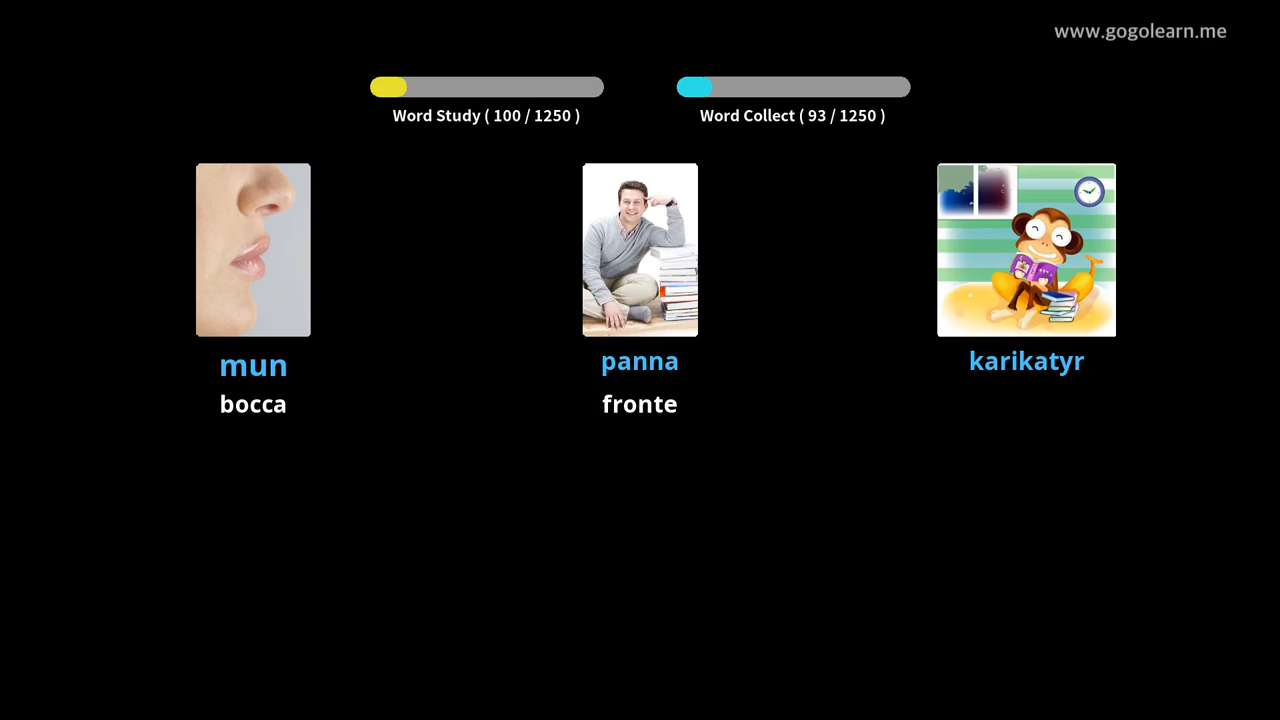 www.gogolearn.me
Word Study ( 100 / 1250 )
Word Collect ( 93 / 1250 )
mun
bocca
panna
fronte
karikatyr